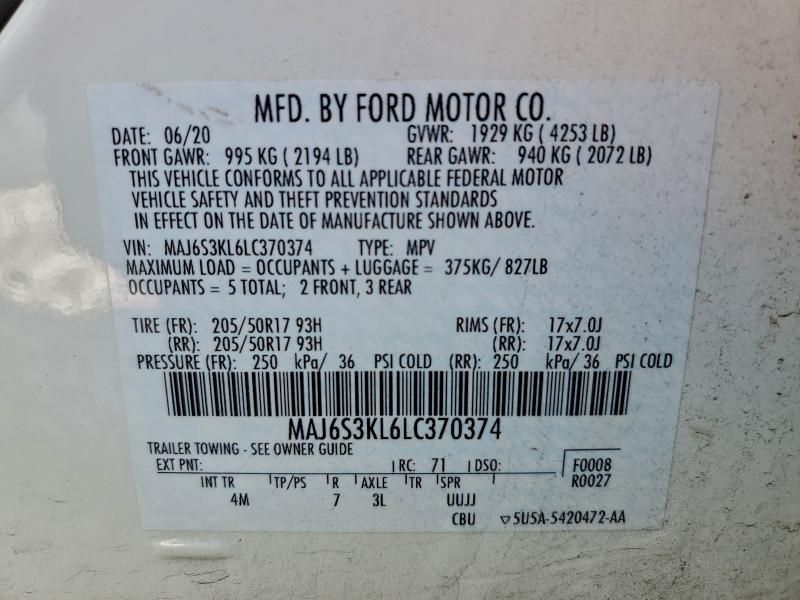 MFD. BY FORD MOTOR CO.
DATE: 06/20 GVWR: 1929 KG ( 4253 LB)
FRONT GAWR: 995 KG ( 2194 LB) REAR GAWR: 940 KG ( 2072 LB)
THIS VEHICLE CONFORMS TO ALL APPLICABLE FEDERAL MOTOR
VEHICLE SAFETY AND THEFT PREVENTION STANDARDS
IN EFFECT ON THE DATE OF MANUFACTURE SHOWN ABOVE.
VIN: MAJ6S3KL6LC370374 TYPE: MPV
MAXIMUM LOAD = OCCUPANTS + LUGGAGE = 375KG/ 827LB
OCCUPANTS = 5 TOTAL; 2 FRONT, 3 REAR
TIRE (FR): 205/50R17 93H RIMS (FR): 17x7.0J
(RR): 205/50R17 93H (RR): 17x7.0J
PRESSURE (FR): 250 kPa/ 36 PSI COLD (RR): 250 kPa/ 36 PSI COLD
MAJ6S3KL6LC370374
TRAILER TOWING - SEE OWNER GUIDE
EXT PNT: RC: 71 DSO: F0008
R0027
INT TR TP/PS R AXLE TR SPR
4M 7 3L UUJJ
CBU ▽5U5A-5420472-AA